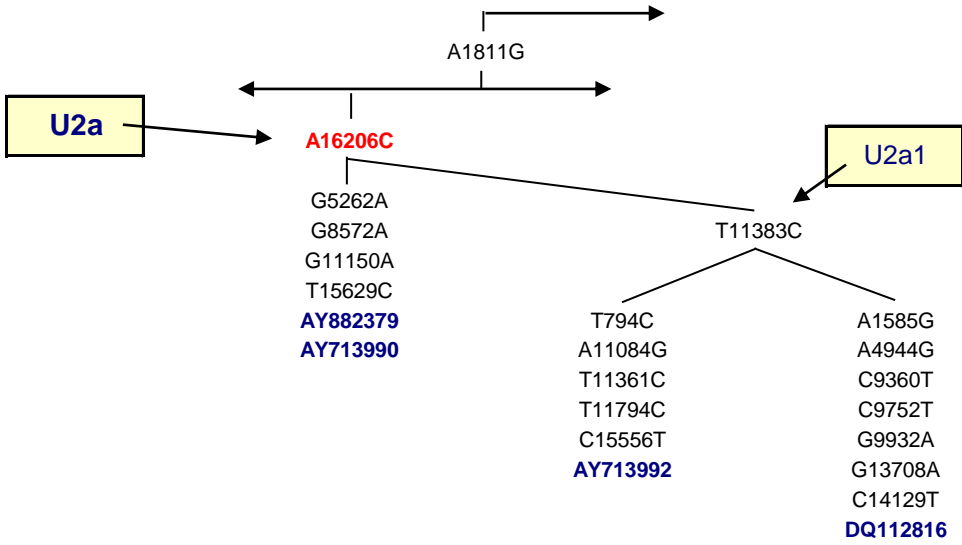 A1811G
U2a
A16206C
U2a1
G5262A
G8572A
G11150A
T15629C
AY882379
AY713990
T11383C
T794C
A11084G
T11361C
T11794C
C15556T
AY713992
A1585G
A4944G
C9360T
C9752T
G9932A
G13708A
C14129T
DQ112816